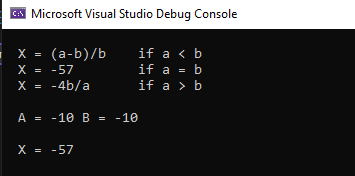 Microsoft Visual Studio Debug Console
X = (a-b)/b    if a < b
X = -57        if a = b
X = -4b/a      if a > b
A = -10 B = -10
X = -57